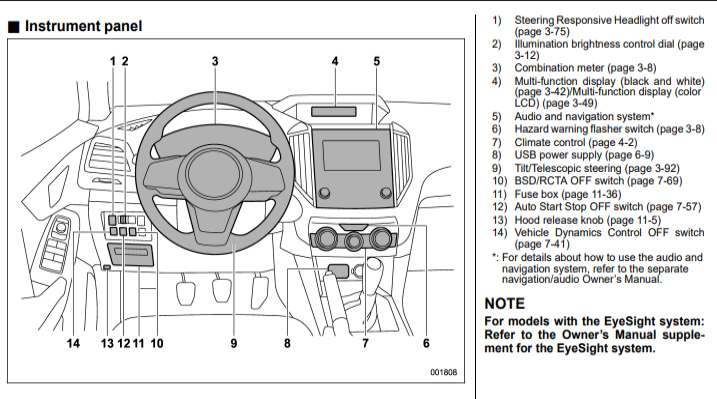 ■ Instrument panel
1 2 3 4 5
14 13 12 11 10 9 8 7 6
001808
1) Steering Responsive Headlight off switch
(page 3-75)
2) Illumination brightness control dial (page
3-12)
3) Combination meter (page 3-8)
4) Multi-function display (black and white)
(page 3-42)/Multi-function display (color
LCD) (page 3-49)
5) Audio and navigation system*
6) Hazard warning flasher switch (page 3-8)
7) Climate control (page 4-2)
8) USB power supply (page 6-9)
9) Tilt/Telescopic steering (page 3-92)
10) BSD/RCTA OFF switch (page 7-69)
11) Fuse box (page 11-36)
12) Auto Start Stop OFF switch (page 7-57)
13) Hood release knob (page 11-5)
14) Vehicle Dynamics Control OFF switch
(page 7-41)
*: For details about how to use the audio and
navigation system, refer to the separate
navigation/audio Owner's Manual.
NOTE
For models with the EyeSight system:
Refer to the Owner's Manual supple-
ment for the EyeSight system.